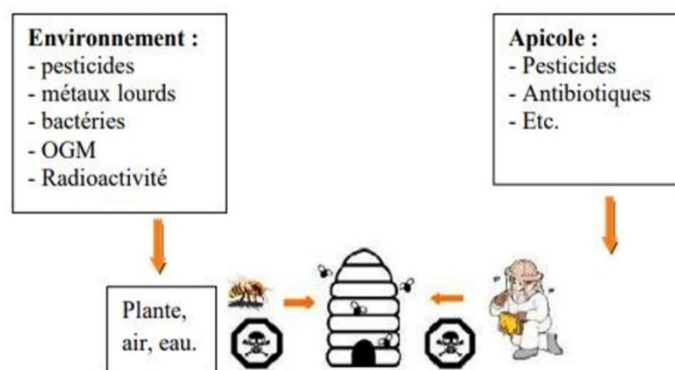 Environnement :
- pesticides
- métaux lourds
- bactéries
- OGM
- Radioactivité
Apicole :
- Pesticides
- Antibiotiques
- Etc.
Plante,
air, eau.